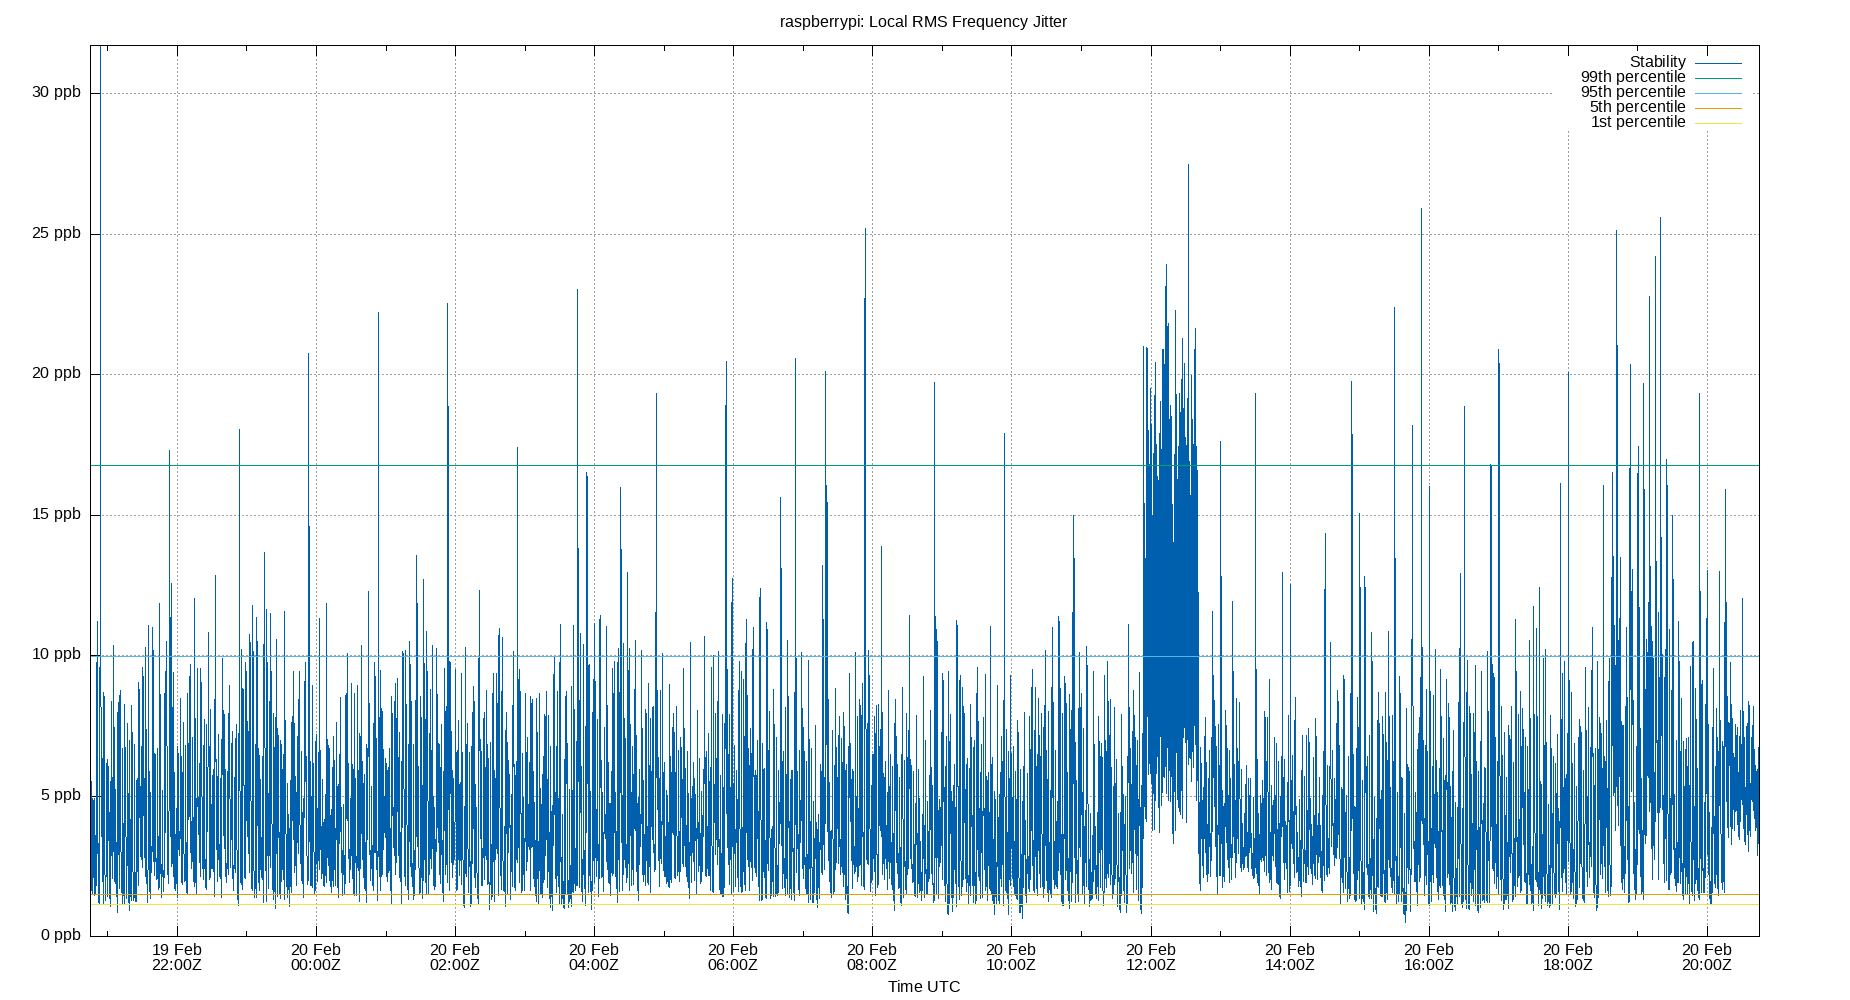 raspberrypi: Local RMS Frequency Jitter
Stability
99th percentile
95th percentile
5th percentile
1st percentile
30 ppb
25 ppb
20 ppb
15 ppb
10 ppb
5 ppb
0 ppb
19 Feb 20 Feb 20 Feb 20 Feb 20 Feb 20 Feb 20 Feb 20 Feb 20 Feb 20 Feb 20 Feb 20 Feb
22:00Z 00:00Z 02:00Z 04:00Z 06:00Z 08:00Z 10:00Z 12:00Z 14:00Z 16:00Z 18:00Z 20:00Z
Time UTC